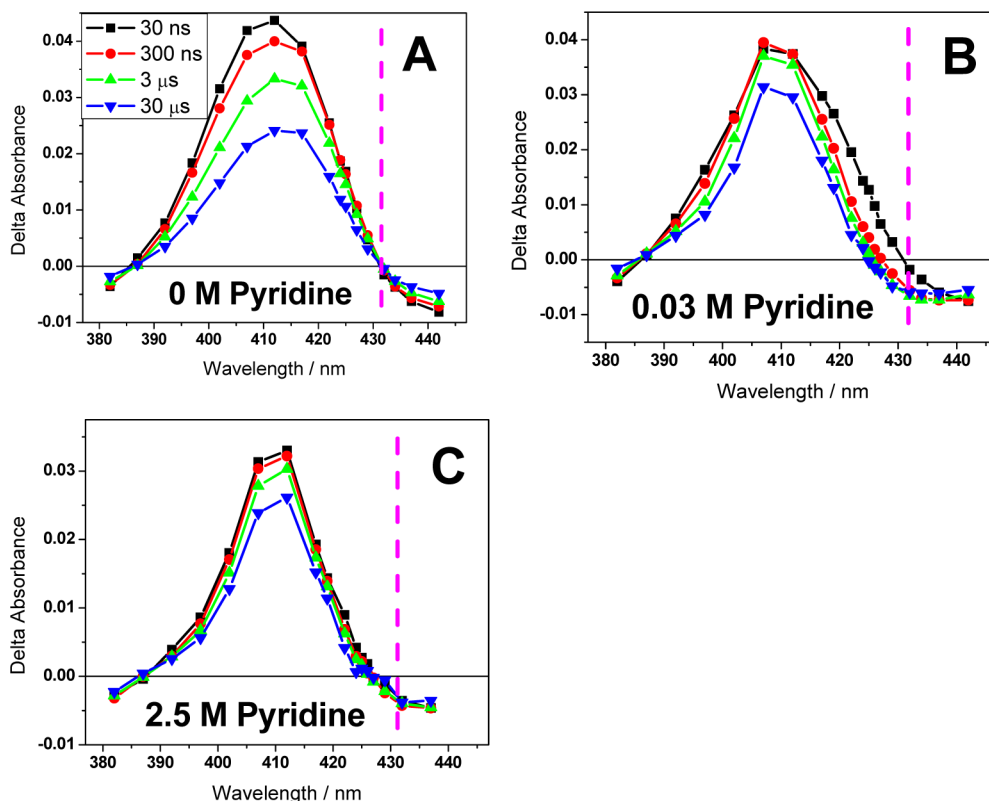 30 ns
300 ns
3 μs
30 μs
A
0.04
0.03
0.02
0.01
0.00
-0.01
Delta Absorbance
0 M Pyridine
380 390 400 410 420 430 440
Wavelength / nm
B
0.04
0.03
0.02
0.01
0.00
-0.01
Delta Absorbance
0.03 M Pyridine
380 390 400 410 420 430 440
Wavelength / nm
C
0.03
0.02
0.01
0.00
-0.01
Delta Absorbance
2.5 M Pyridine
380 390 400 410 420 430 440
Wavelength / nm